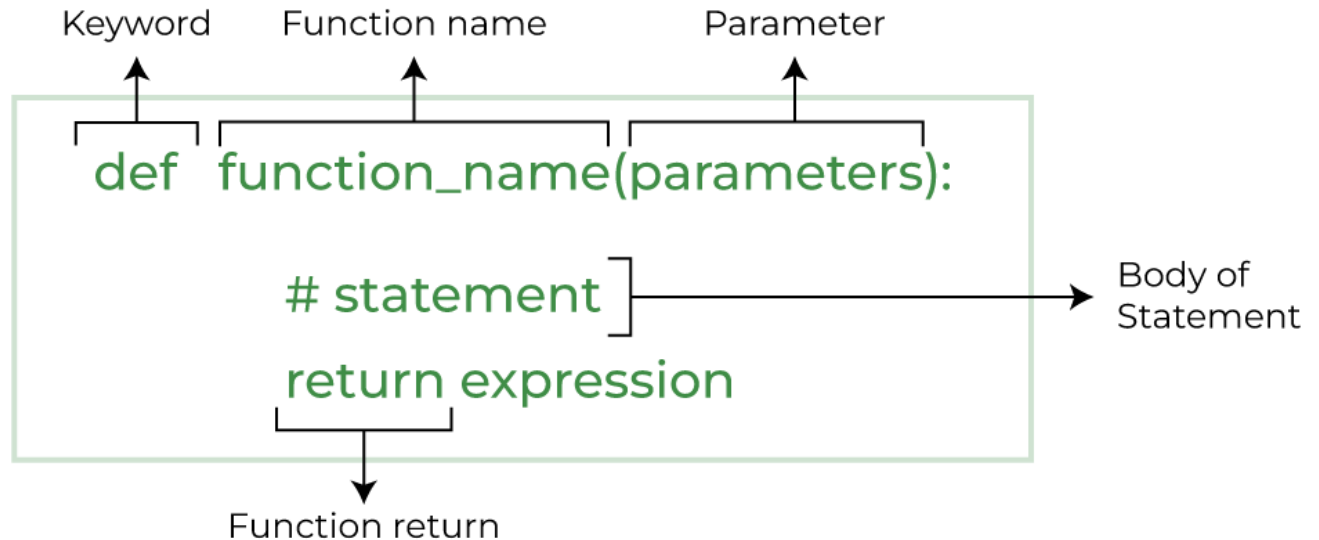 Keyword Function name Parameter
def function_name(parameters):
# statement
Body of
Statement
return expression
Function return